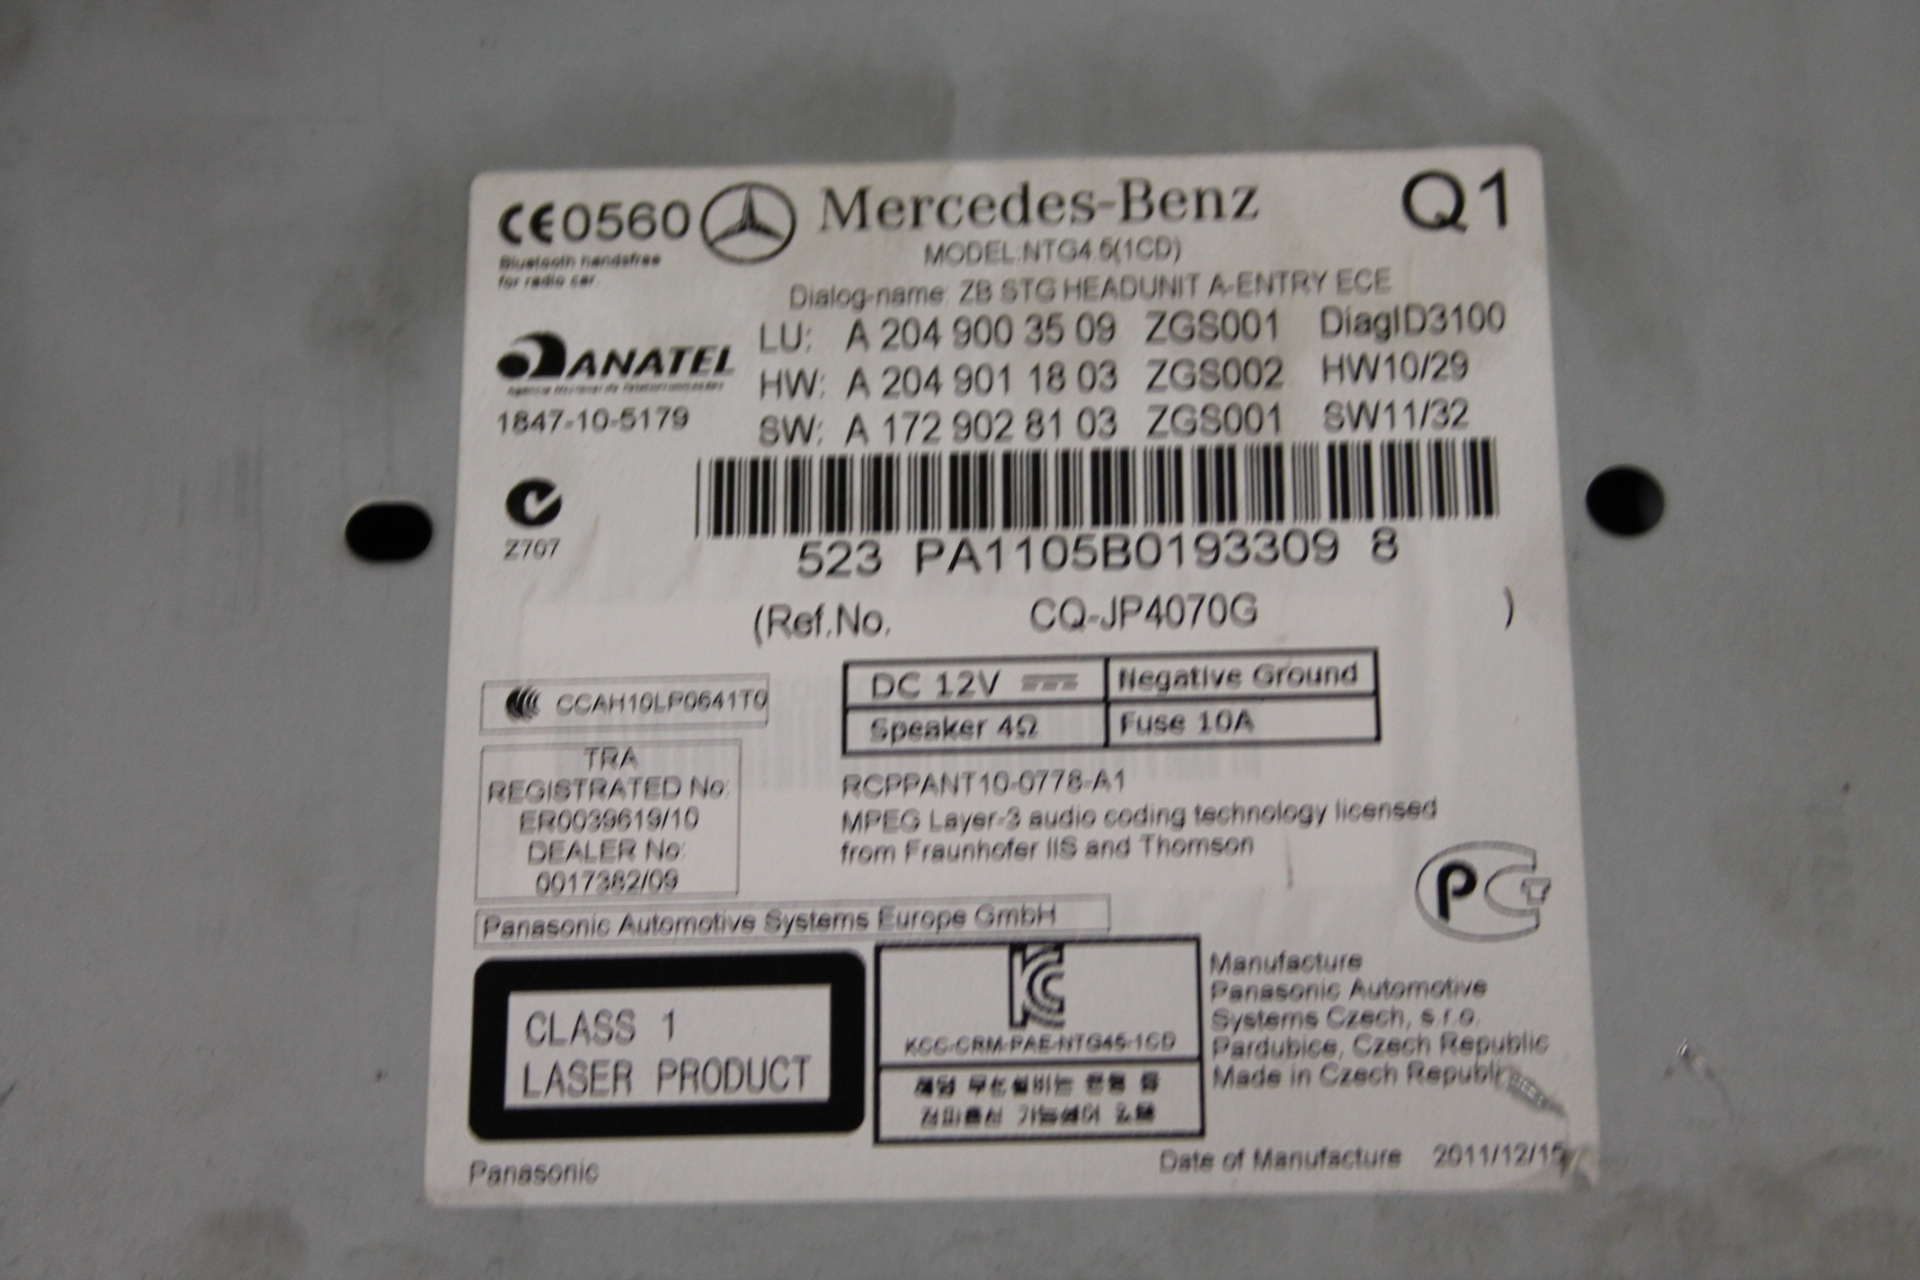 CE0560 Mercedes-Benz Q1
Bluetooth handsfree
for radio car.
MODEL:NTG4.5(1CD)
Dialog-name: ZB STG HEADUNIT A-ENTRY ECE
LU: A 204 900 35 09 ZGS001 DiagID3100
HW: A 204 901 18 03 ZGS002 HW10/29
SW: A 172 902 81 03 ZGS001 SW11/32
ANATEL
1847-10-5179
Z707
523 PA1105B0193309 8
(Ref.No. CQ-JP4070G )
CCAH10LP0641T0
DC 12V Negative Ground
Speaker 4Ω Fuse 10A
TRA
REGISTRATED No:
ER0039619/10
DEALER No:
0017382/09
RCPPANT10-0778-A1
MPEG Layer-3 audio coding technology licensed
from Fraunhofer IIS and Thomson
Panasonic Automotive Systems Europe GmbH
CLASS 1
LASER PRODUCT
KCC-CRM-PAE-NTG45-1CD
Manufacture
Panasonic Automotive
Systems Czech, s.r.o.
Pardubice, Czech Republic
Made in Czech Republic
Panasonic
Date of Manufacture